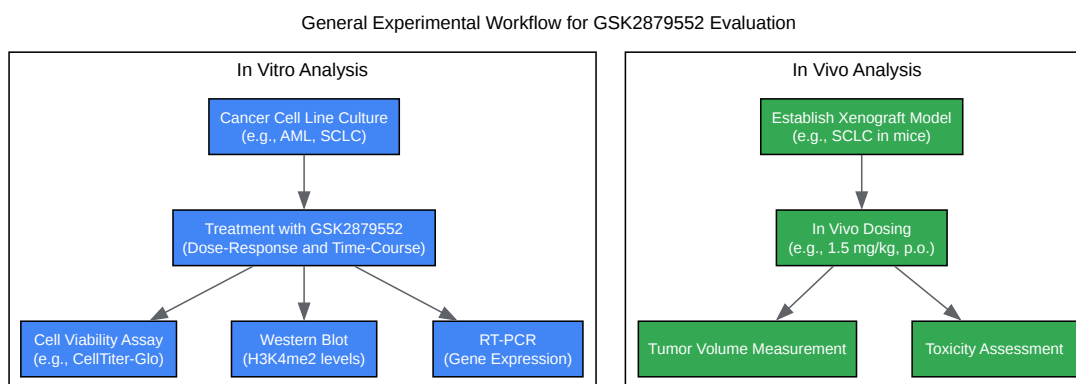 General Experimental Workflow for GSK2879552 Evaluation
In Vitro Analysis
Cancer Cell Line Culture
(e.g., AML, SCLC)
Treatment with GSK2879552
(Dose-Response and Time-Course)
Cell Viability Assay
(e.g., CellTiter-Glo)
Western Blot
(H3K4me2 levels)
RT-PCR
(Gene Expression)
In Vivo Analysis
Establish Xenograft Model
(e.g., SCLC in mice)
In Vivo Dosing
(e.g., 1.5 mg/kg, p.o.)
Tumor Volume Measurement
Toxicity Assessment